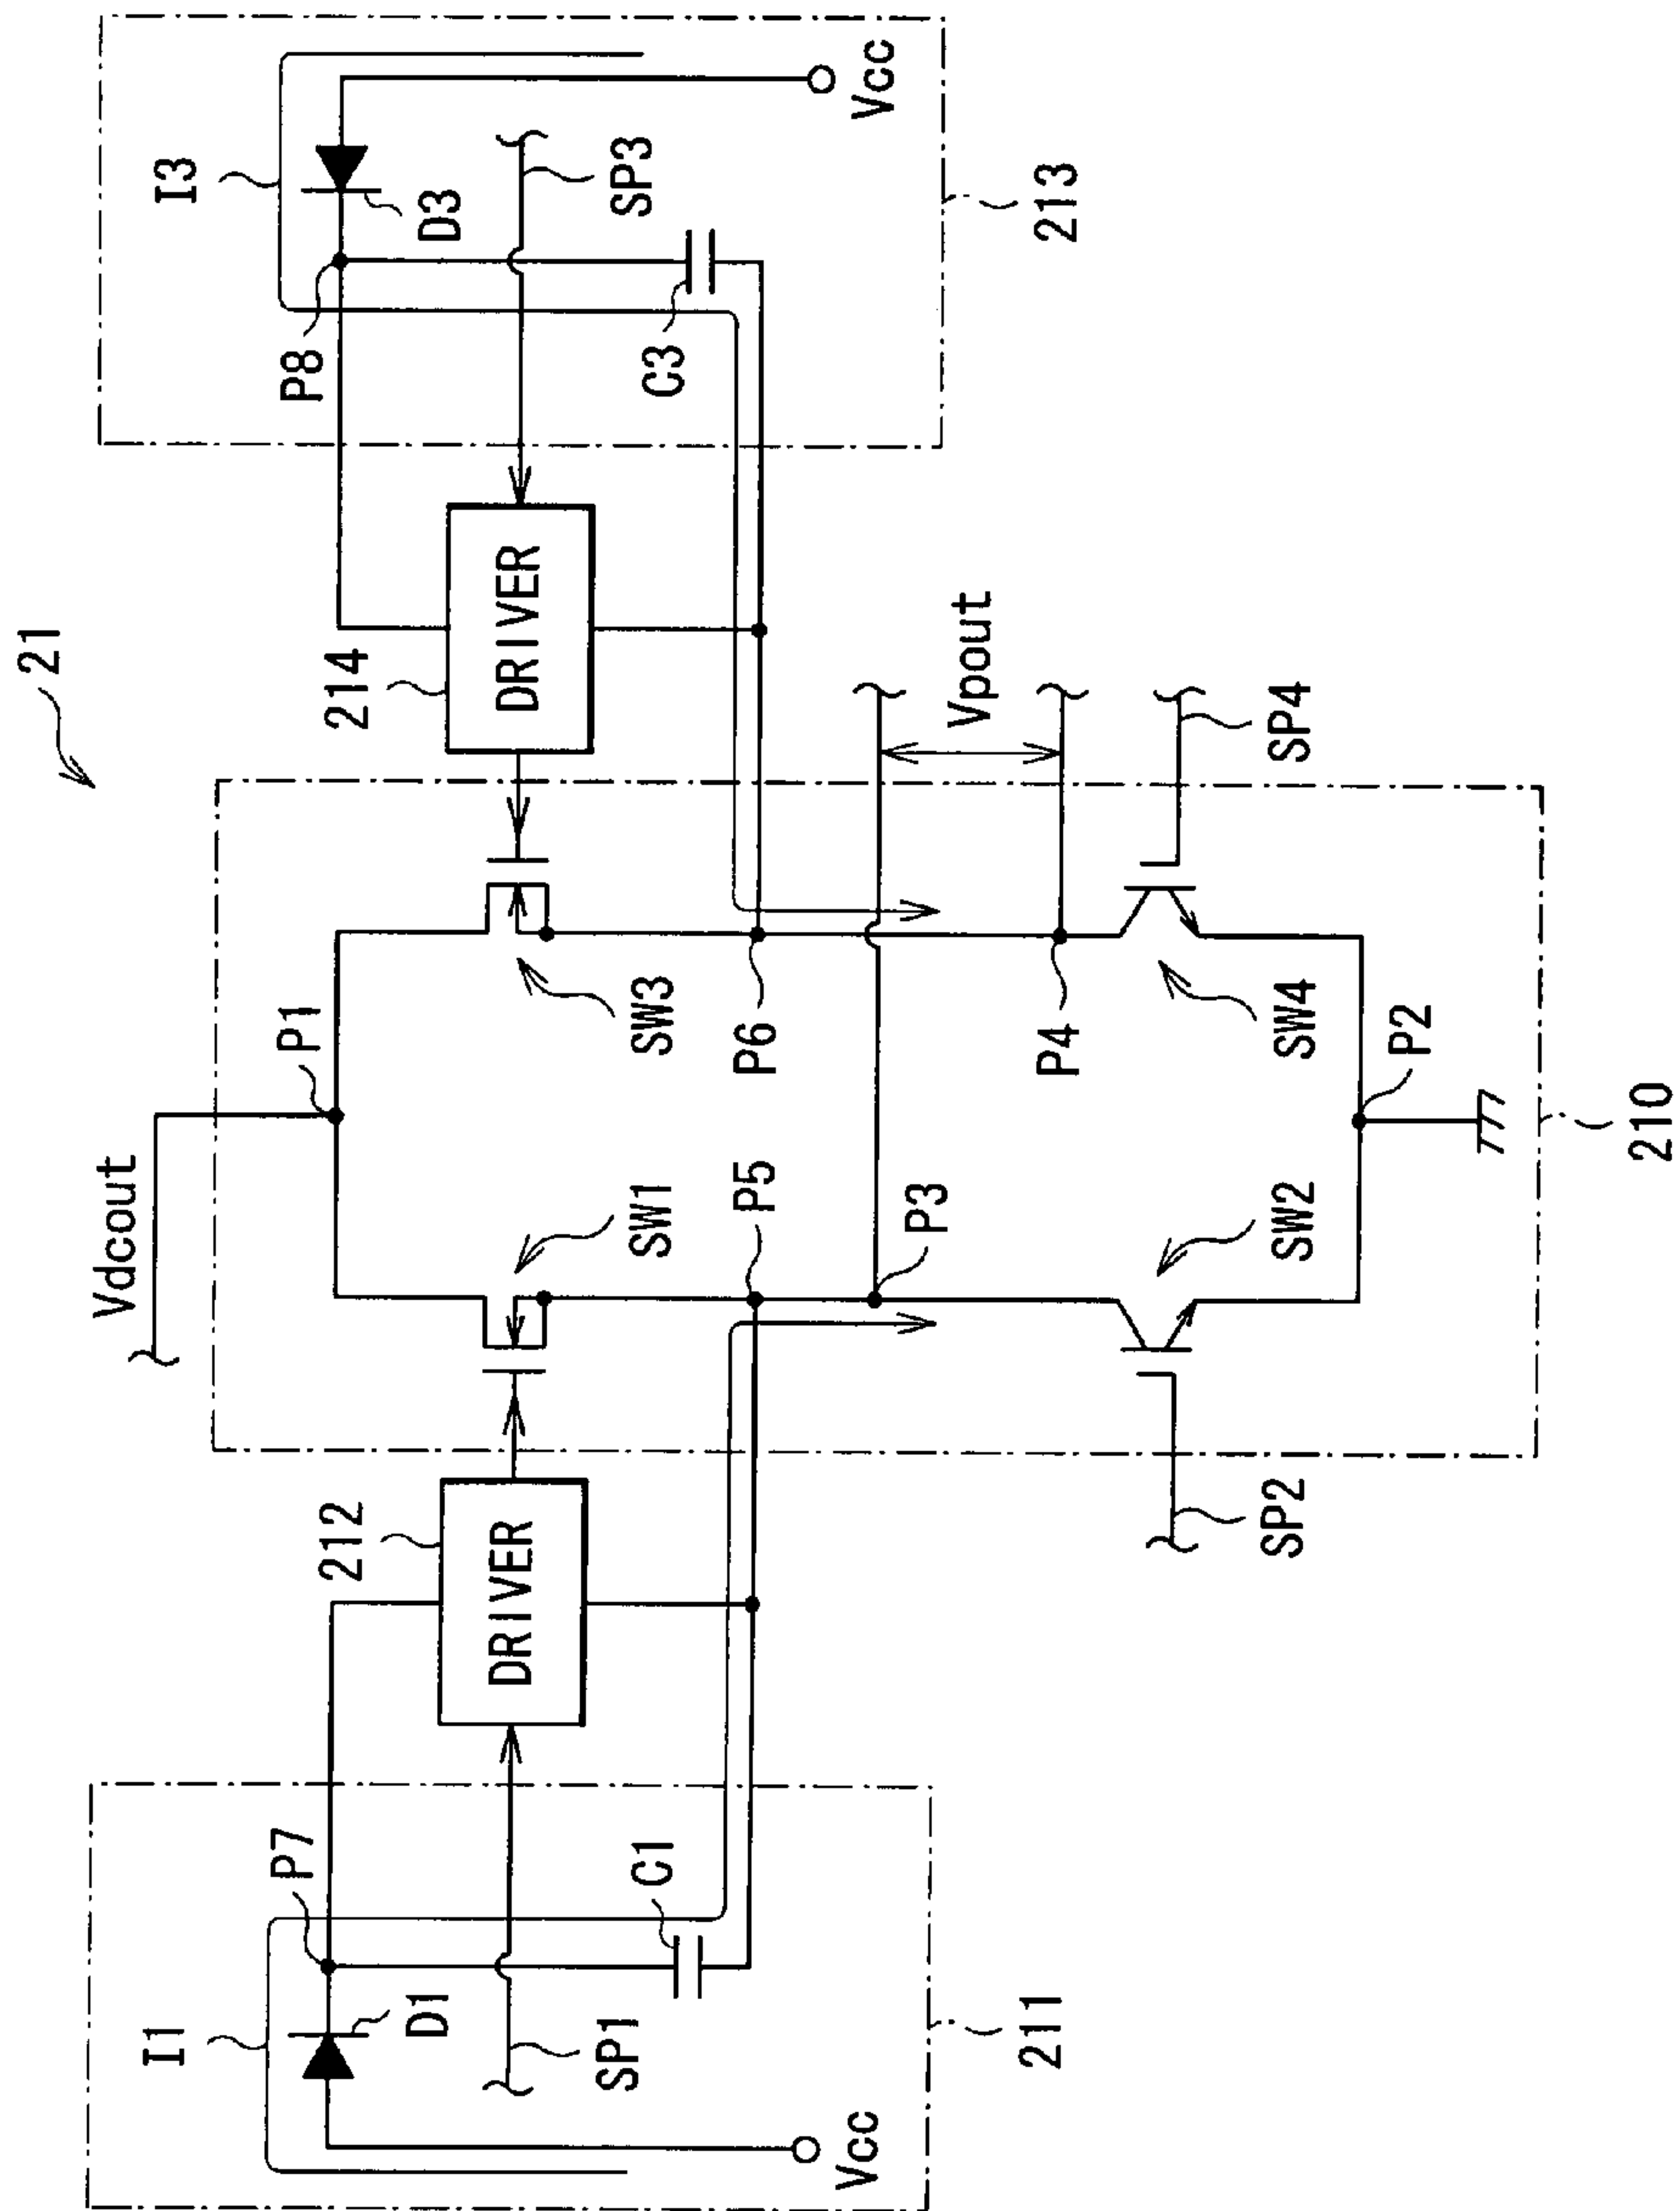 21
Vdcout
P1
I1
P7
D1
212
DRIVER
SP1
C1
Vcc
211
SW1
P5
P3
SW2
SP2
SW3
P6
P4
SW4
P2
210
214
DRIVER
Vpout
SP4
I3
P8
D3
SP3
C3
Vcc
213